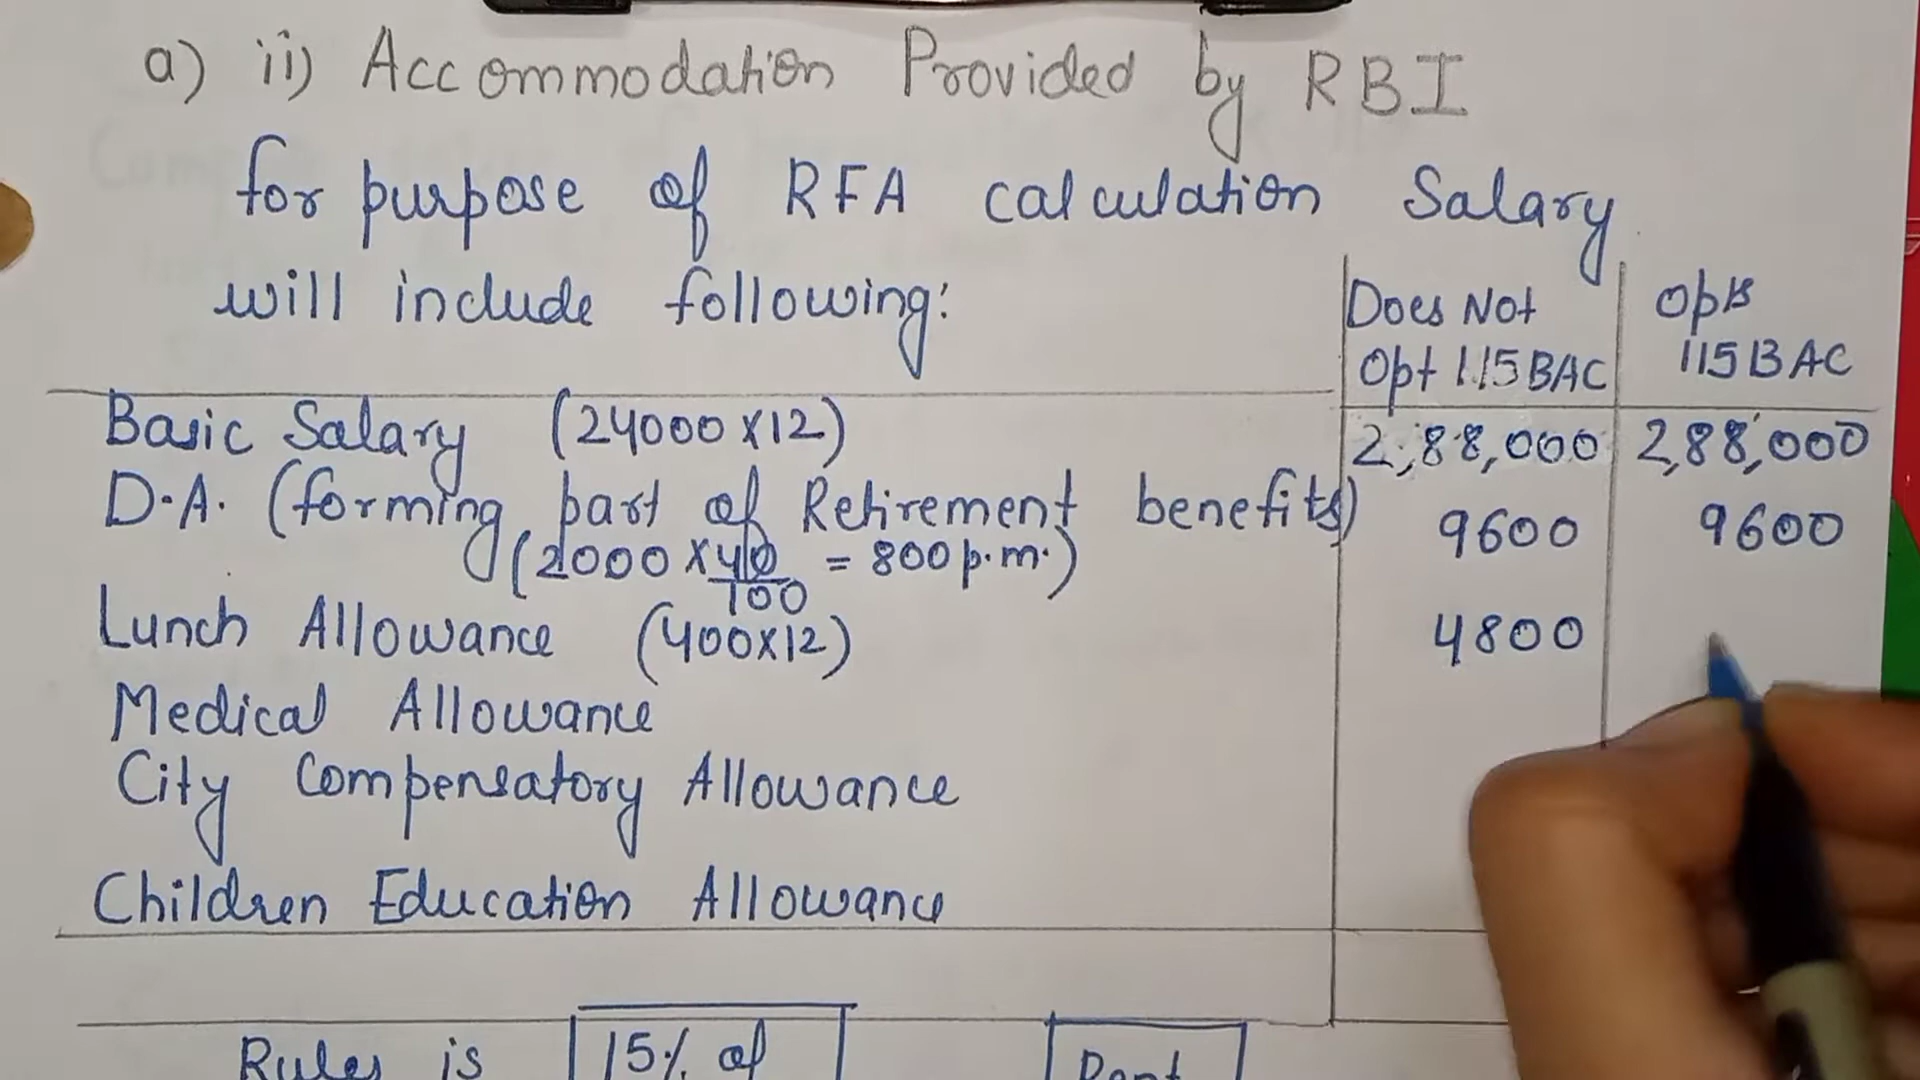 a) ii) Accommodation Provided by RBI
for purpose of RFA calculation Salary
will include following:
Does Not Opt 115BAC
Opts 115BAC
Basic Salary (24000 x 12) 2,88,000 2,88,000
D.A. (forming part of Retirement benefits) 9600 9600
(2000 x 40/100 = 800 p.m.)
Lunch Allowance (400x12) 4800
Medical Allowance
City Compensatory Allowance
Children Education Allowance
Rules is 15% of Rent